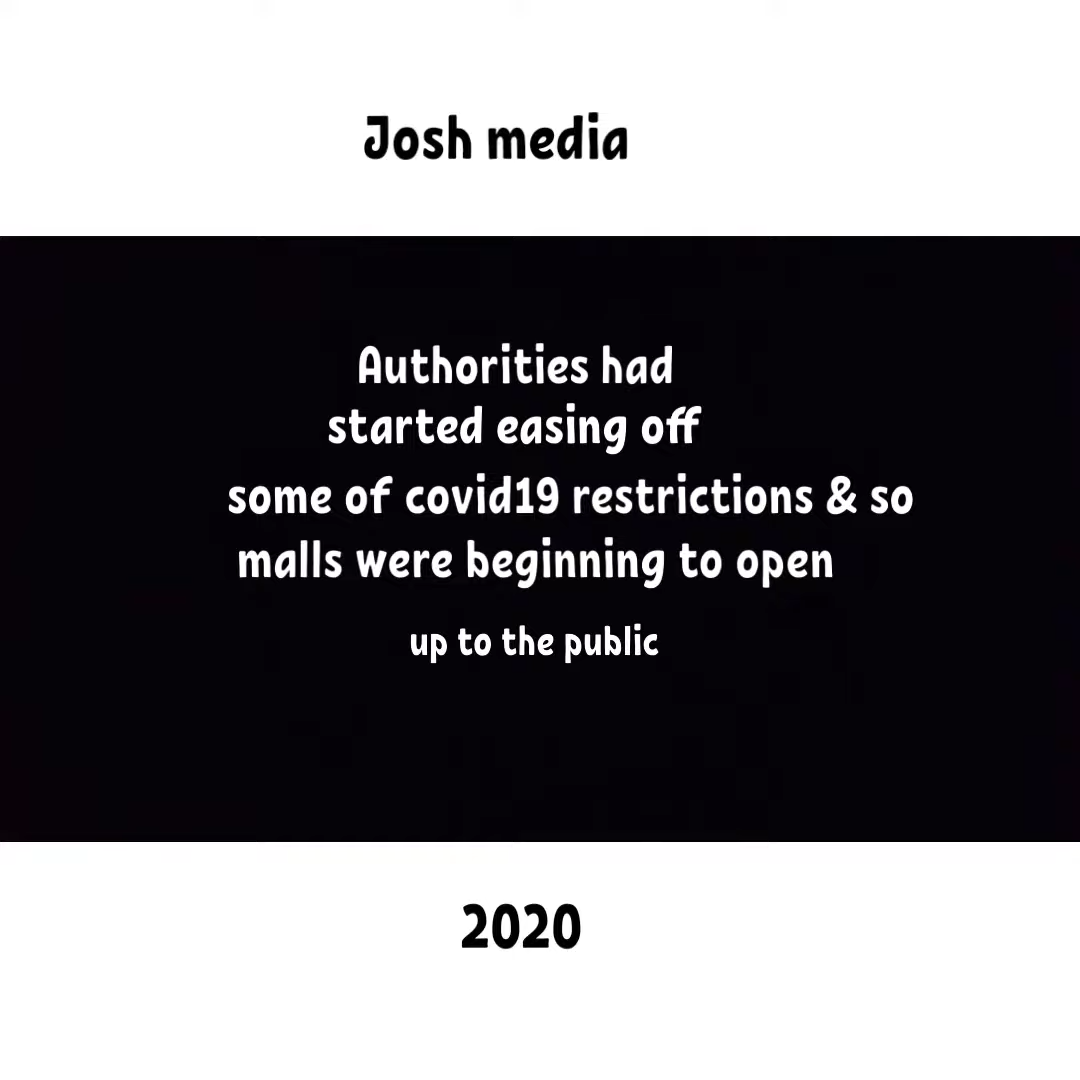 Josh media
Authorities had
started easing off
some of covid19 restrictions & so
malls were beginning to open
up to the public
2020